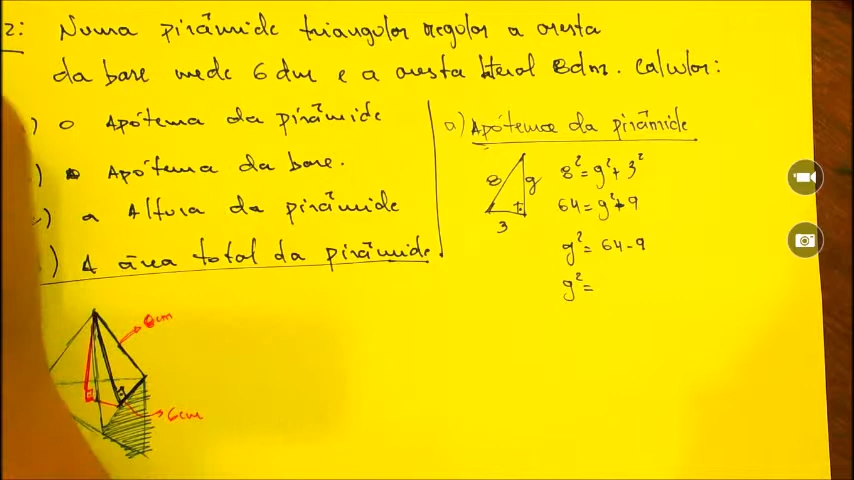 2: Numa pirâmide triangular regular a aresta
da base mede 6 dm e a aresta lateral 8dm. Calcular:
) o Apótema da pirâmide
) Apótema da base.
) a Altura da pirâmide
) A área total da pirâmide.
a) Apótema da pirâmide
8 g 3
8² = g² + 3²
64 = g² + 9
g² = 64 - 9
g² =
cm
6cm